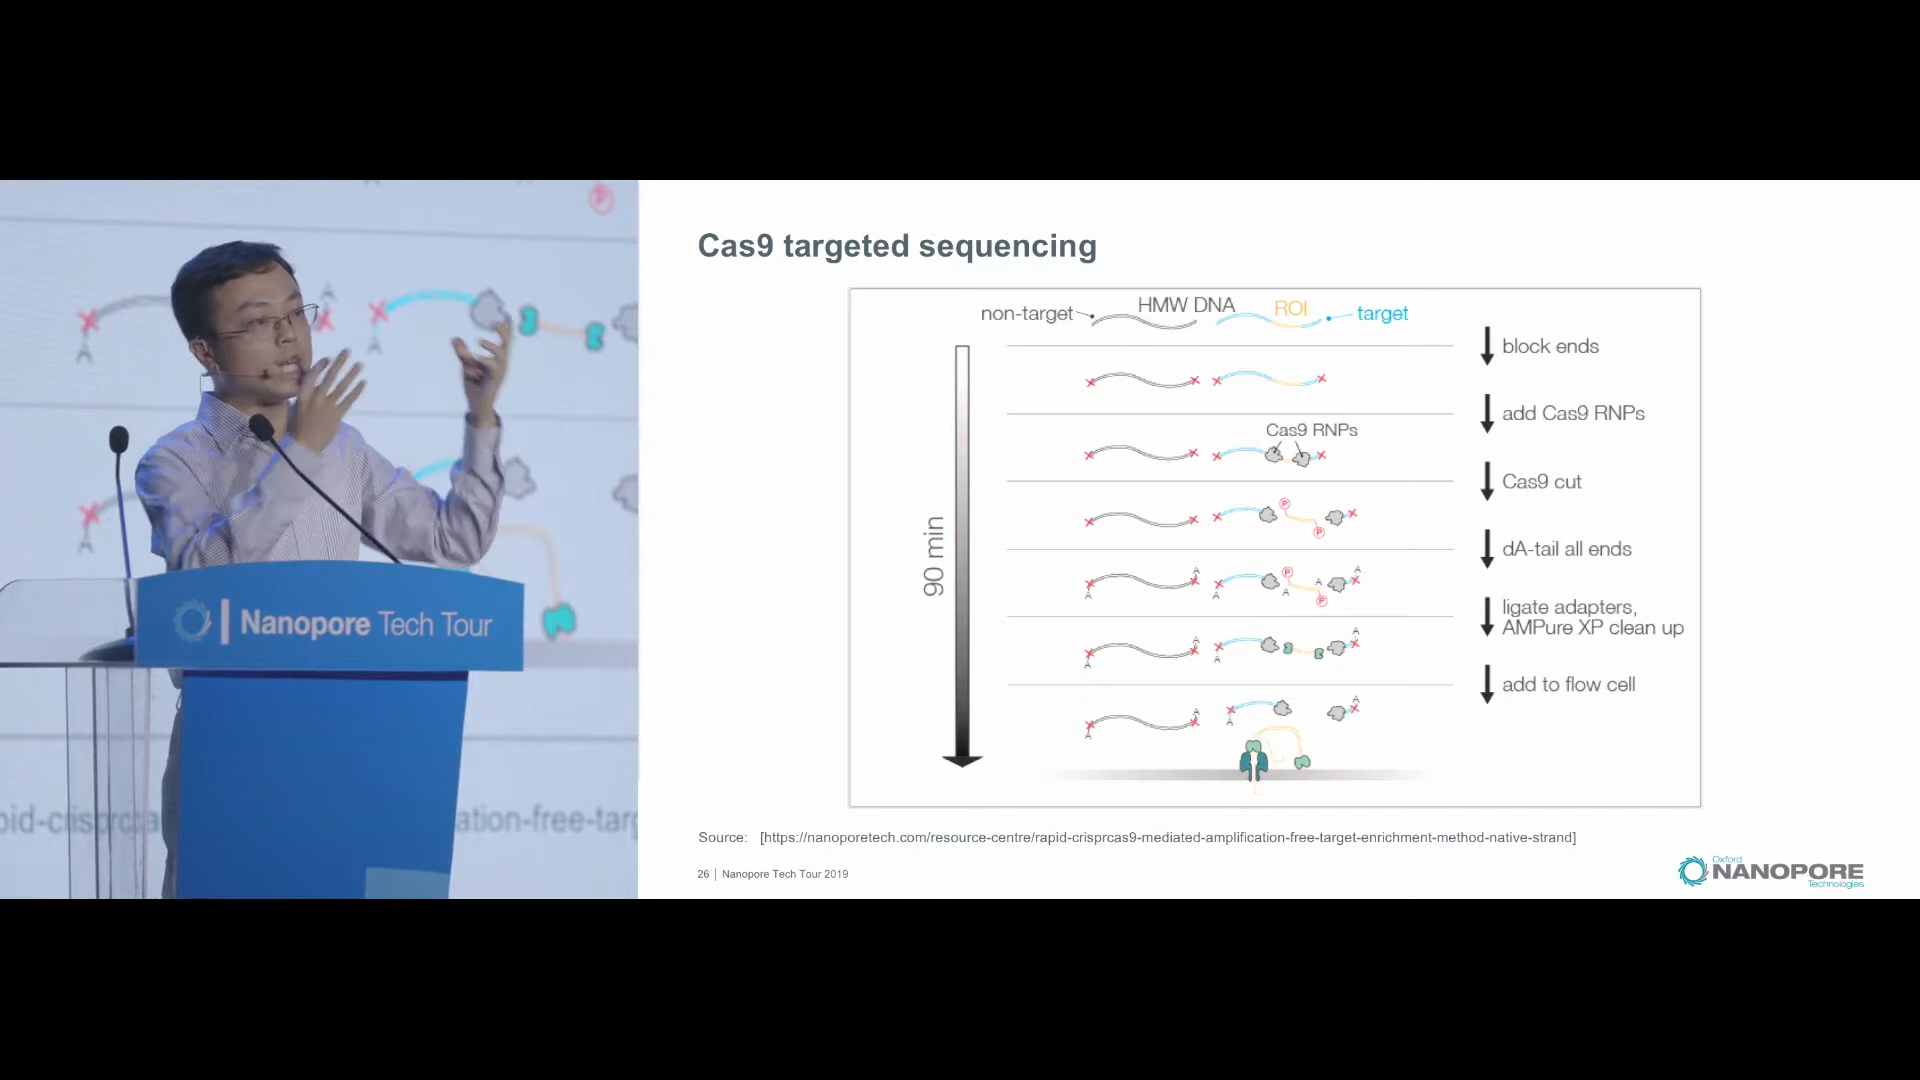 Cas9 targeted sequencing
non-target
HMW DNA
ROI
target
block ends
add Cas9 RNPs
Cas9 RNPs
Cas9 cut
P
P
dA-tail all ends
A
A
A
P
A
A
P
A
ligate adapters,
AMPure XP clean up
A
A
A
A
add to flow cell
A
A
A
A
90 min
Source: [https://nanoporetech.com/resource-centre/rapid-crisprcas9-mediated-amplification-free-target-enrichment-method-native-strand]
26 | Nanopore Tech Tour 2019
Oxford
NANOPORE
Technologies
P
A
A
A
A
A
Nanopore Tech Tour
ation-free-targ